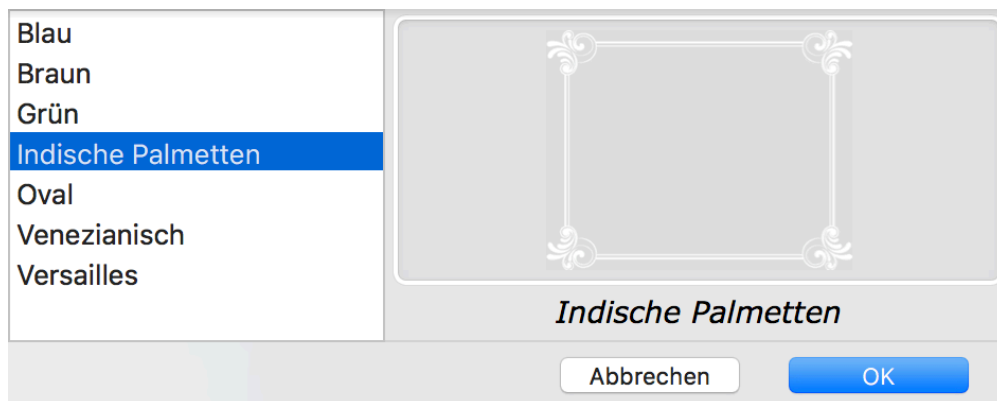 Blau
Braun
Grün
Indische Palmetten
Oval
Venezianisch
Versailles
Indische Palmetten
Abbrechen
OK